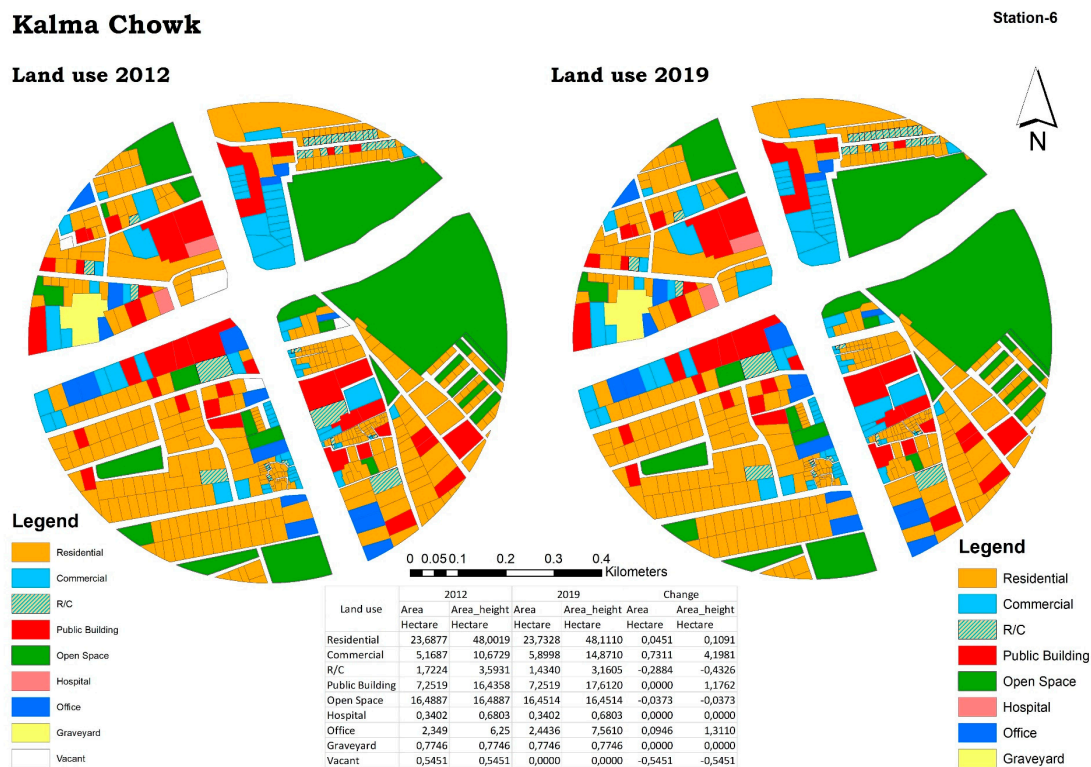 Kalma Chowk
Station-6
Land use 2012
Land use 2019
N
Legend
Residential
Commercial
R/C
Public Building
Open Space
Hospital
Office
Graveyard
Vacant
0 0.05 0.1 0.2 0.3 0.4
Kilometers
Land use 2012 2019 Change
Area Area_height Area Area_height Area Area_height
Hectare Hectare Hectare Hectare Hectare Hectare
Residential 23,6877 48,0019 23,7328 48,1110 0,0451 0,1091
Commercial 5,1687 10,6729 5,8998 14,8710 0,7311 4,1981
R/C 1,7224 3,5931 1,4340 3,1605 -0,2884 -0,4326
Public Building 7,2519 16,4358 7,2519 17,6120 0,0000 1,1762
Open Space 16,4887 16,4887 16,4514 16,4514 -0,0373 -0,0373
Hospital 0,3402 0,6803 0,3402 0,6803 0,0000 0,0000
Office 2,349 6,25 2,4436 7,5610 0,0946 1,3110
Graveyard 0,7746 0,7746 0,7746 0,7746 0,0000 0,0000
Vacant 0,5451 0,5451 0,0000 0,0000 -0,5451 -0,5451
Legend
Residential
Commercial
R/C
Public Building
Open Space
Hospital
Office
Graveyard